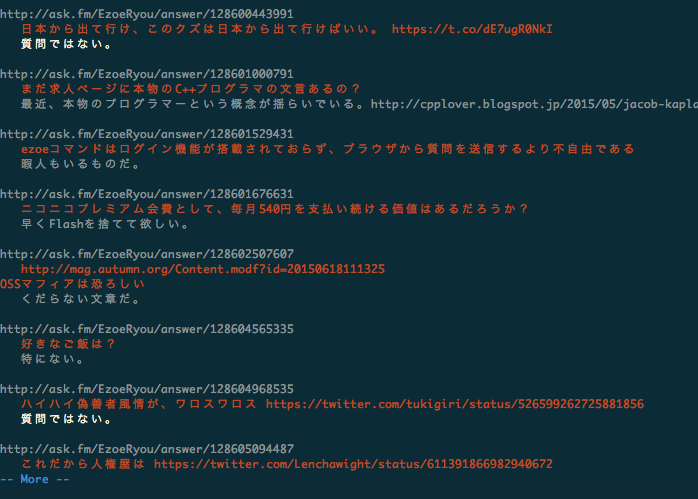 http://ask.fm/EzoeRyou/answer/128600443991
日本から出て行け、このクズは日本から出て行けばいい。 https://t.co/dE7ugR0NkI
質問ではない。
http://ask.fm/EzoeRyou/answer/128601000791
まだ求人ページに本物のC++プログラマの文言あるの？
最近、本物のプログラマーという概念が揺らいでいる。http://cpplover.blogspot.jp/2015/05/jacob-kapla
http://ask.fm/EzoeRyou/answer/128601529431
ezoeコマンドはログイン機能が搭載されておらず、ブラウザから質問を送信するより不自由である
暇人もいるものだ。
http://ask.fm/EzoeRyou/answer/128601676631
ニコニコプレミアム会費として、毎月540円を支払い続ける価値はあるだろうか？
早くFlashを捨てて欲しい。
http://ask.fm/EzoeRyou/answer/128602507607
http://mag.autumn.org/Content.modf?id=20150618111325
OSSマフィアは恐ろしい
くだらない文章だ。
http://ask.fm/EzoeRyou/answer/128604565335
好きなご飯は？
特にない。
http://ask.fm/EzoeRyou/answer/128604968535
ハイハイ偽善者風情が、ワロスワロス https://twitter.com/tukigiri/status/526599262725881856
質問ではない。
http://ask.fm/EzoeRyou/answer/128605094487
これだから人権屋は https://twitter.com/Lenchawight/status/611391866982940672
-- More --